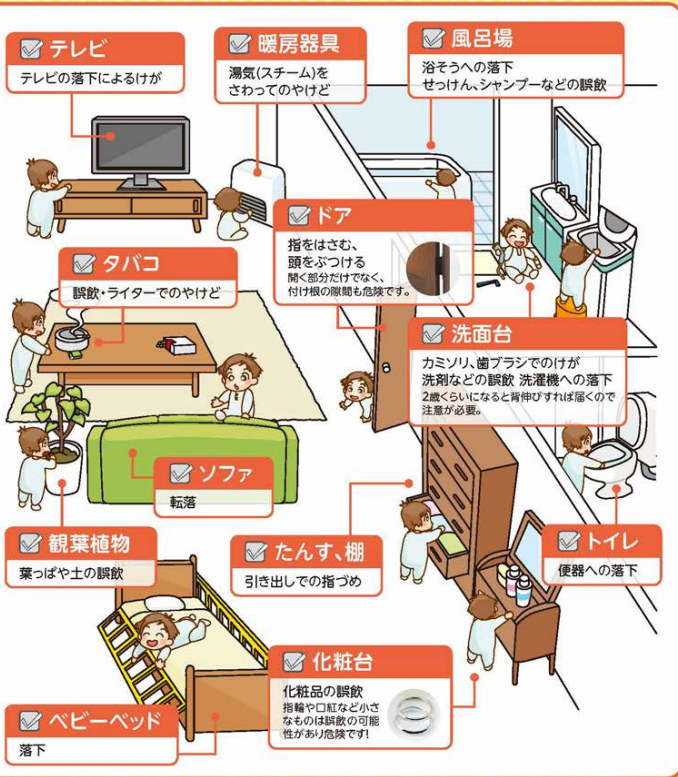 テレビ
テレビの落下によるけが
暖房器具
湯気(スチーム)を
さわってのやけど
風呂場
浴そうへの落下
せっけん、シャンプーなどの誤飲
ドア
指をはさむ、
頭をぶつける
開く部分だけでなく、
付け根の隙間も危険です。
タバコ
誤飲・ライターでのやけど
洗面台
カミソリ、歯ブラシでのけが
洗剤などの誤飲 洗濯機への落下
2歳くらいになると背伸びすれば届くので
注意が必要。
ソファ
転落
観葉植物
葉っぱや土の誤飲
たんす、棚
引き出しでの指づめ
トイレ
便器への落下
化粧台
化粧品の誤飲
指輪や口紅など小さ
なものは誤飲の可能
性があり危険です!
ベビーベッド
落下